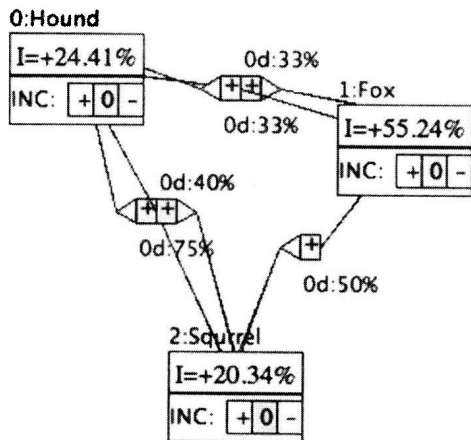 0:Hound
I=+24.41%
INC: + 0 -
0d:33%
+ +
0d:33%
1:Fox
I=+55.24%
INC: + 0 -
0d:40%
+ +
0d:75%
+
0d:50%
2:Squrrel
I=+20.34%
INC: + 0 -